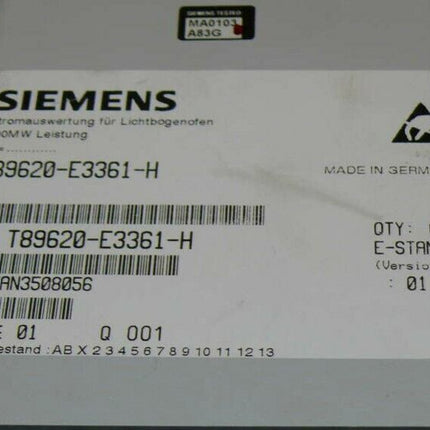 SIEMENS TESTED
MA0103
A83G
SIEMENS
tromauswertung für Lichtbogenofen
0MW Leistung
89620-E3361-H
MADE IN GERM
T89620-E3361-H
QTY:
E-STAN
(Versio
: 01
AN3508056
E 01 Q 001
estand : AB X 2 3 4 5 6 7 8 9 10 11 12 13